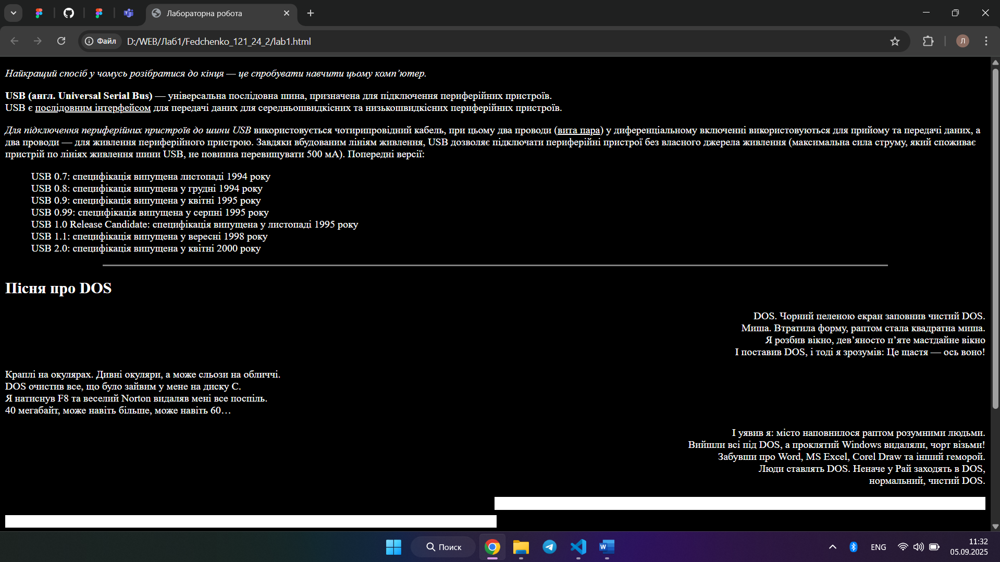 Лабораторна робота
Файл
D:/WEB/Лаб1/Fedchenko_121_24_2/lab1.html
Л
Найкращий спосіб у чомусь розібратися до кінця — це спробувати навчити цьому комп’ютер.
USB (англ. Universal Serial Bus) — універсальна послідовна шина, призначена для підключення периферійних пристроїв.
USB є послідовним інтерфейсом для передачі даних для середньошвидкісних та низькошвидкісних периферійних пристроїв.
Для підключення периферійних пристроїв до шини USB використовується чотирипровідний кабель, при цьому два проводи (вита пара) у диференціальному включенні використовуються для прийому та передачі даних, а
два проводи — для живлення периферійного пристрою. Завдяки вбудованим лініям живлення, USB дозволяє підключати периферійні пристрої без власного джерела живлення (максимальна сила струму, який споживає
пристрій по лініях живлення шини USB, не повинна перевищувати 500 мА). Попередні версії:
USB 0.7: специфікація випущена листопаді 1994 року
USB 0.8: специфікація випущена у грудні 1994 року
USB 0.9: специфікація випущена у квітні 1995 року
USB 0.99: специфікація випущена у серпні 1995 року
USB 1.0 Release Candidate: специфікація випущена у листопаді 1995 року
USB 1.1: специфікація випущена у вересні 1998 року
USB 2.0: специфікація випущена у квітні 2000 року
Пісня про DOS
DOS. Чорний пеленою екран заповнив чистий DOS.
Миша. Втратила форму, раптом стала квадратна миша.
Я розбив вікно, дев’яносто п’яте мастдайне вікно
І поставив DOS, і тоді я зрозумів: Це щастя — ось воно!
Краплі на окулярах. Дивні окуляри, а може сльози на обличчі.
DOS очистив все, що було зайвим у мене на диску С.
Я натиснув F8 та веселий Norton видаляв мені все поспіль.
40 мегабайт, може навіть більше, може навіть 60…
І уявив я: місто наповнилося раптом розумними людьми.
Вийшли всі під DOS, а проклятий Windows видаляли, чорт візьми!
Забувши про Word, MS Excel, Corel Draw та інший геморой.
Люди ставлять DOS. Неначе у Рай заходять в DOS,
нормальний, чистий DOS.
Поиск
ENG
11:32
05.09.2025